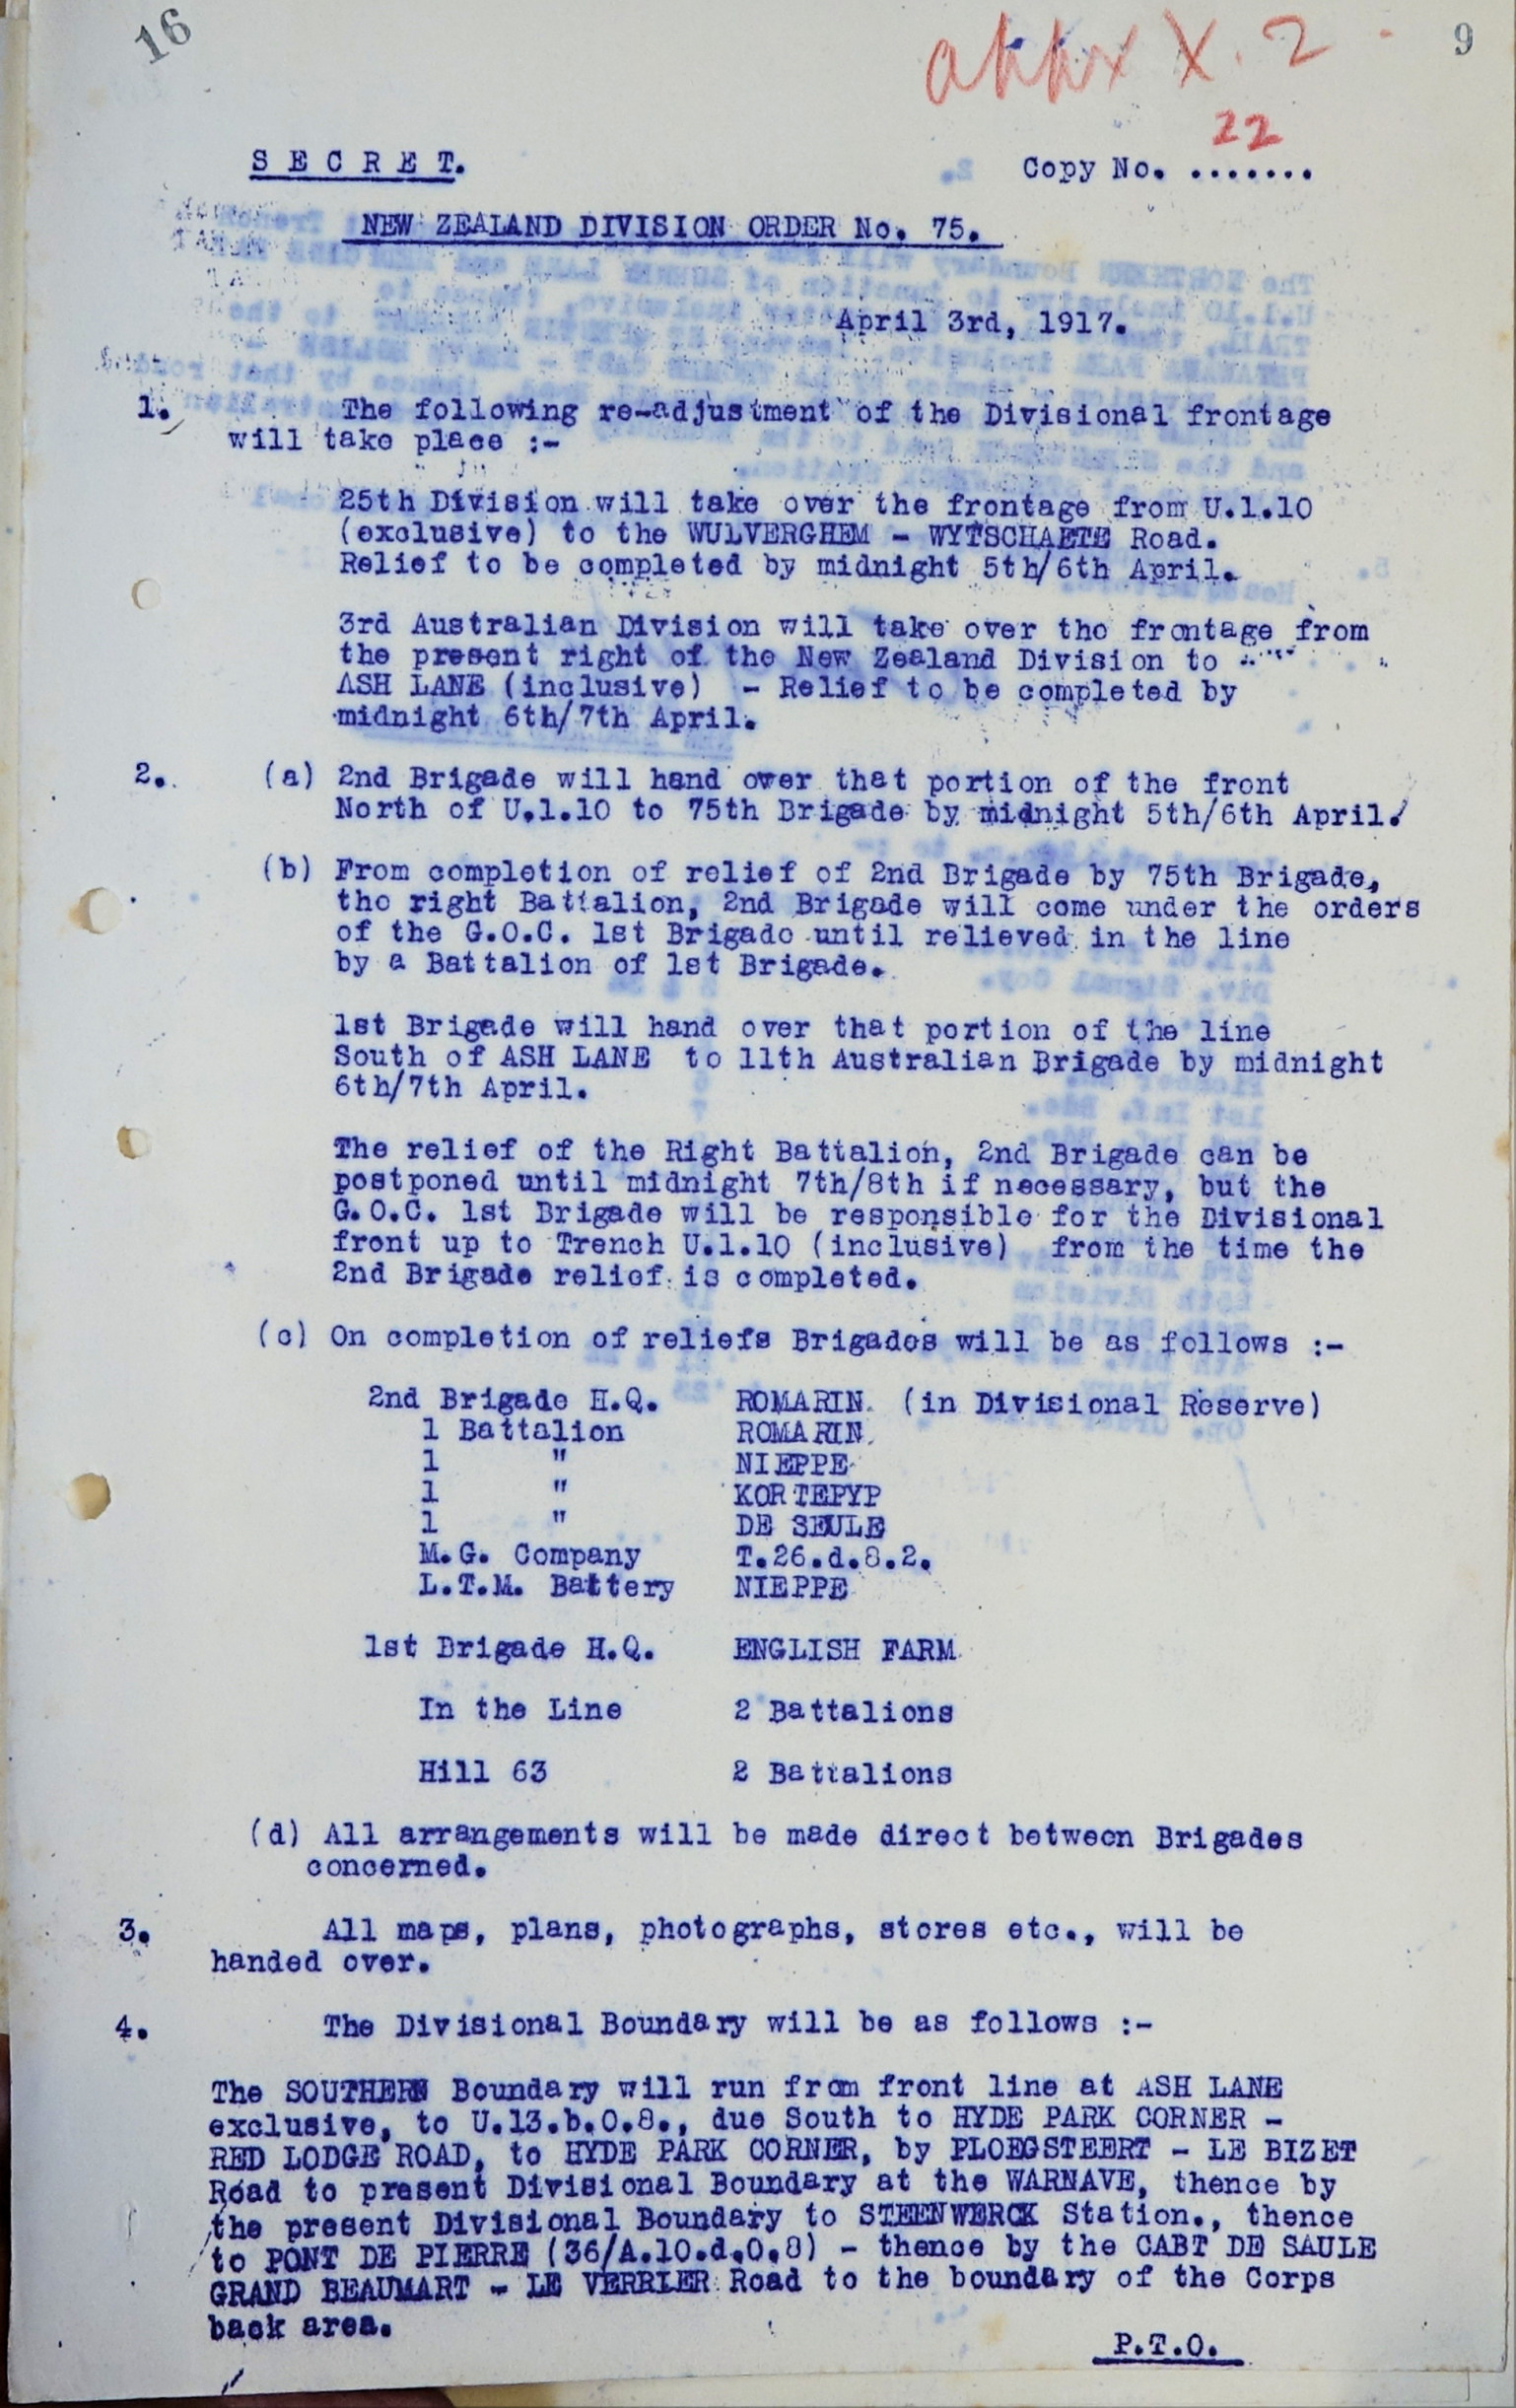 16
appx X. 2
9
22
S E C R E T.
Copy No. .......
NEW ZEALAND DIVISION ORDER No. 75.
April 3rd, 1917.
1. The following re-adjustment of the Divisional frontage
will take place :-
25th Division will take over the frontage from U.1.10
(exclusive) to the WULVERGHEM - WYTSCHAETE Road.
Relief to be completed by midnight 5th/6th April.
3rd Australian Division will take over the frontage from
the present right of the New Zealand Division to
ASH LANE (inclusive) - Relief to be completed by
midnight 6th/7th April.
2. (a) 2nd Brigade will hand over that portion of the front
North of U.1.10 to 75th Brigade by midnight 5th/6th April.
(b) From completion of relief of 2nd Brigade by 75th Brigade,
the right Battalion, 2nd Brigade will come under the orders
of the G.O.C. 1st Brigade until relieved in the line
by a Battalion of 1st Brigade.
1st Brigade will hand over that portion of the line
South of ASH LANE to 11th Australian Brigade by midnight
6th/7th April.
The relief of the Right Battalion, 2nd Brigade can be
postponed until midnight 7th/8th if necessary, but the
G.O.C. 1st Brigade will be responsible for the Divisional
front up to Trench U.1.10 (inclusive) from the time the
2nd Brigade relief is completed.
(c) On completion of reliefs Brigades will be as follows :-
2nd Brigade H.Q. ROMARIN. (in Divisional Reserve)
1 Battalion ROMARIN.
1 " NIEPPE
1 " KORTEPYP
1 " DE SEULE
M.G. Company T.26.d.8.2.
L.T.M. Battery NIEPPE
1st Brigade H.Q. ENGLISH FARM
In the Line 2 Battalions
Hill 63 2 Battalions
(d) All arrangements will be made direct between Brigades
concerned.
3. All maps, plans, photographs, stores etc., will be
handed over.
4. The Divisional Boundary will be as follows :-
The SOUTHERN Boundary will run from front line at ASH LANE
exclusive, to U.13.b.0.8., due South to HYDE PARK CORNER -
RED LODGE ROAD, to HYDE PARK CORNER, by PLOEGSTEERT - LE BIZET
Road to present Divisional Boundary at the WARNAVE, thence by
the present Divisional Boundary to STEENWERCK Station., thence
to PONT DE PIERRE (36/A.10.d.0.8) - thence by the CABT DE SAULE
GRAND BEAUMART - LE VERRIER Road to the boundary of the Corps
back area.
P.T.O.